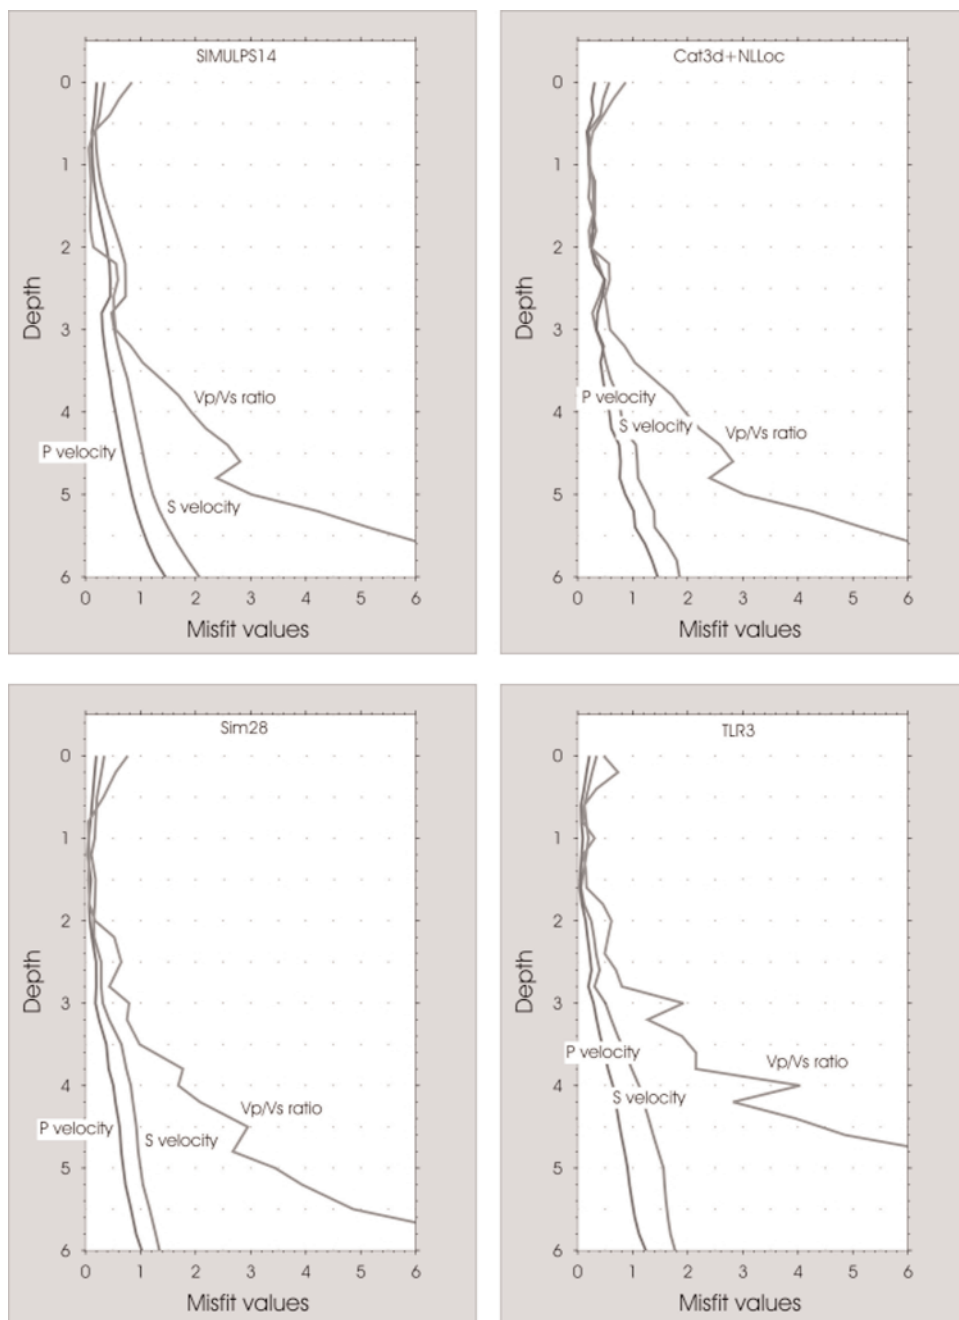 SIMULPS14
0
1
2
3
4
5
6
Depth
Vp/Vs ratio
P velocity
S velocity
0 1 2 3 4 5 6
Misfit values
Cat3d+NLLoc
0
1
2
3
4
5
6
Depth
P velocity
S velocity
Vp/Vs ratio
0 1 2 3 4 5 6
Misfit values
Sim28
0
1
2
3
4
5
6
Depth
Vp/Vs ratio
P velocity
S velocity
0 1 2 3 4 5 6
Misfit values
TLR3
0
1
2
3
4
5
6
Depth
P velocity
Vp/Vs ratio
S velocity
0 1 2 3 4 5 6
Misfit values